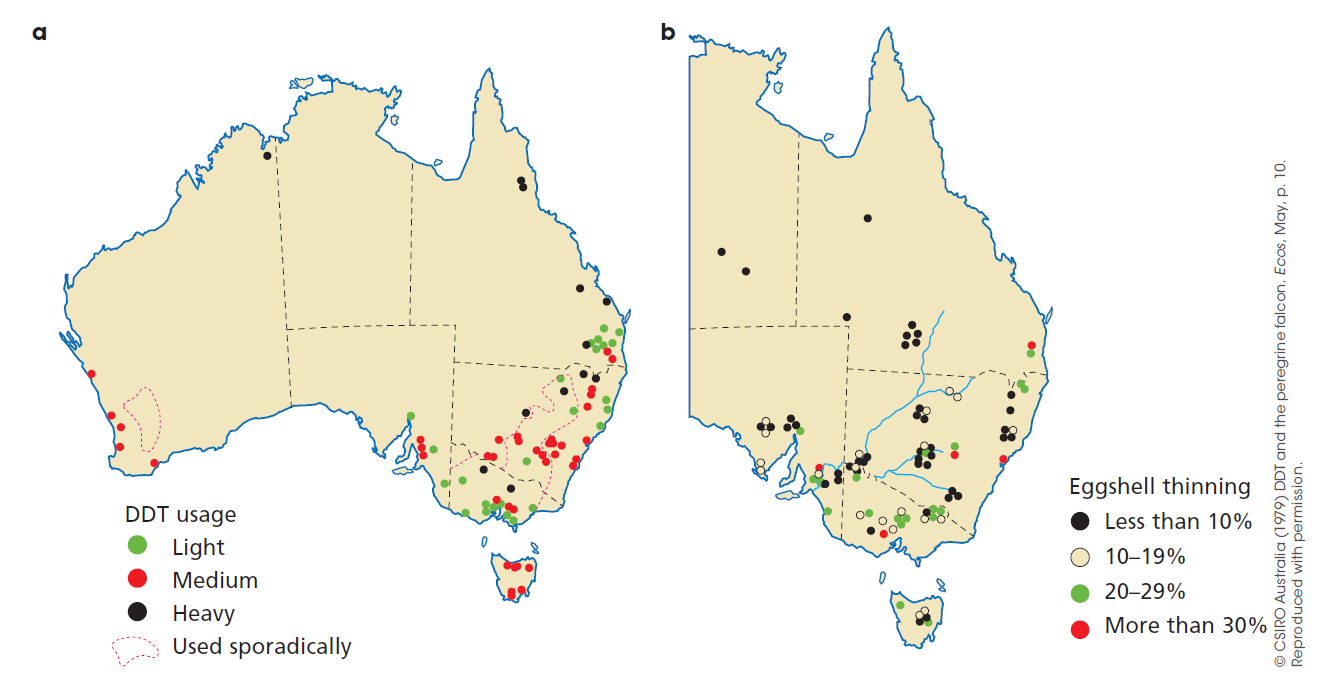 a
b
DDT usage
Light
Medium
Heavy
Used sporadically
Eggshell thinning
Less than 10%
10–19%
20–29%
More than 30%
© CSIRO Australia (1979) DDT and the peregrine falcon. Ecos, May, p. 10.
Reproduced with permission.